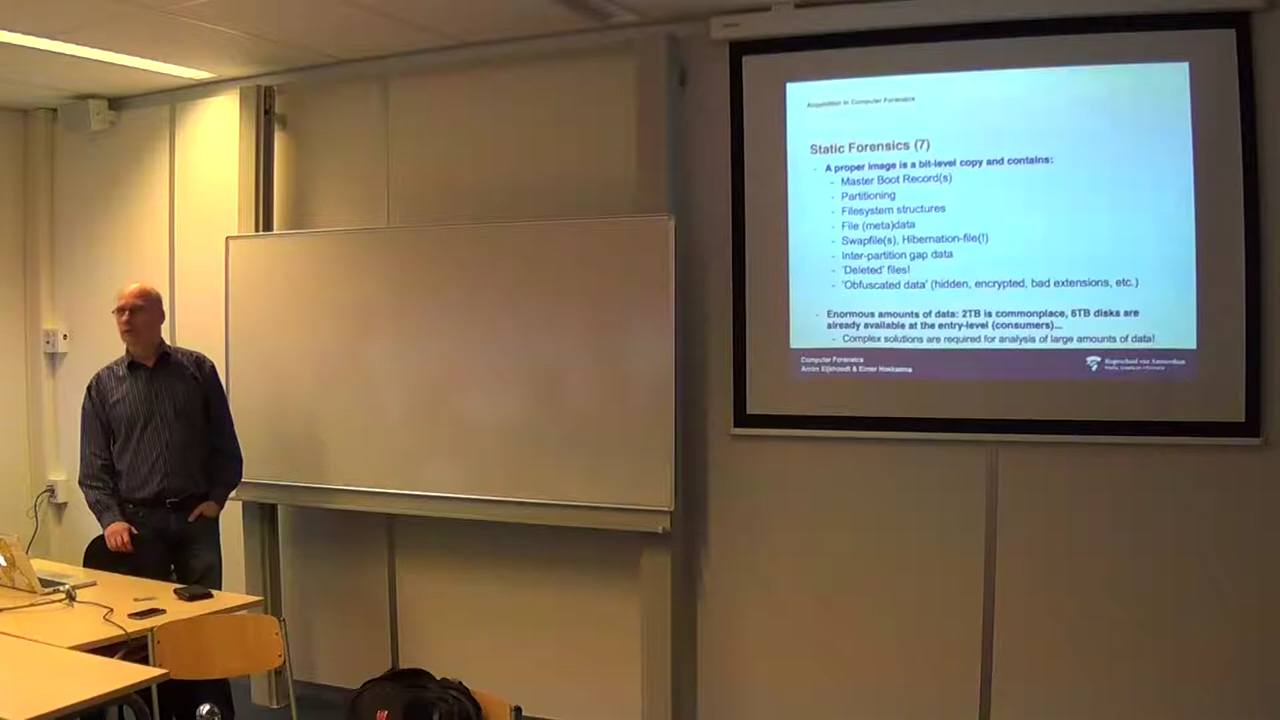 Acquisition in Computer Forensics
Static Forensics (7)
- A proper image is a bit-level copy and contains:
- Master Boot Record(s)
- Partitioning
- Filesystem structures
- File (meta)data
- Swapfile(s), Hibernation-file(!)
- Inter-partition gap data
- 'Deleted' files!
- 'Obfuscated data' (hidden, encrypted, bad extensions, etc.)
- Enormous amounts of data: 2TB is commonplace, 6TB disks are
already available at the entry-level (consumers)...
- Complex solutions are required for analysis of large amounts of data!
Computer Forensics
Arnim Eijkhoudt &
Hogeschool van Amsterdam